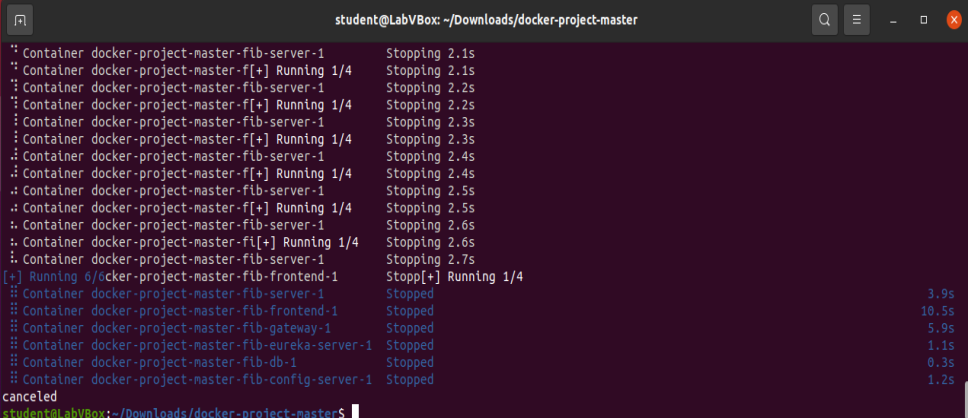 student@LabVBox: ~/Downloads/docker-project-master
Container docker-project-master-fib-server-1 Stopping 2.1s
Container docker-project-master-f[+] Running 1/4 Stopping 2.1s
Container docker-project-master-fib-server-1 Stopping 2.2s
Container docker-project-master-f[+] Running 1/4 Stopping 2.2s
Container docker-project-master-fib-server-1 Stopping 2.3s
Container docker-project-master-f[+] Running 1/4 Stopping 2.3s
Container docker-project-master-fib-server-1 Stopping 2.4s
Container docker-project-master-f[+] Running 1/4 Stopping 2.4s
Container docker-project-master-fib-server-1 Stopping 2.5s
Container docker-project-master-f[+] Running 1/4 Stopping 2.5s
Container docker-project-master-fib-server-1 Stopping 2.6s
Container docker-project-master-fi[+] Running 1/4 Stopping 2.6s
Container docker-project-master-fib-server-1 Stopping 2.7s
[+] Running 6/6cker-project-master-fib-frontend-1 Stopp[+] Running 1/4
Container docker-project-master-fib-server-1 Stopped 3.9s
Container docker-project-master-fib-frontend-1 Stopped 10.5s
Container docker-project-master-fib-gateway-1 Stopped 5.9s
Container docker-project-master-fib-eureka-server-1 Stopped 1.1s
Container docker-project-master-fib-db-1 Stopped 0.3s
Container docker-project-master-fib-config-server-1 Stopped 1.2s
canceled
student@LabVBox:~/Downloads/docker-project-master$